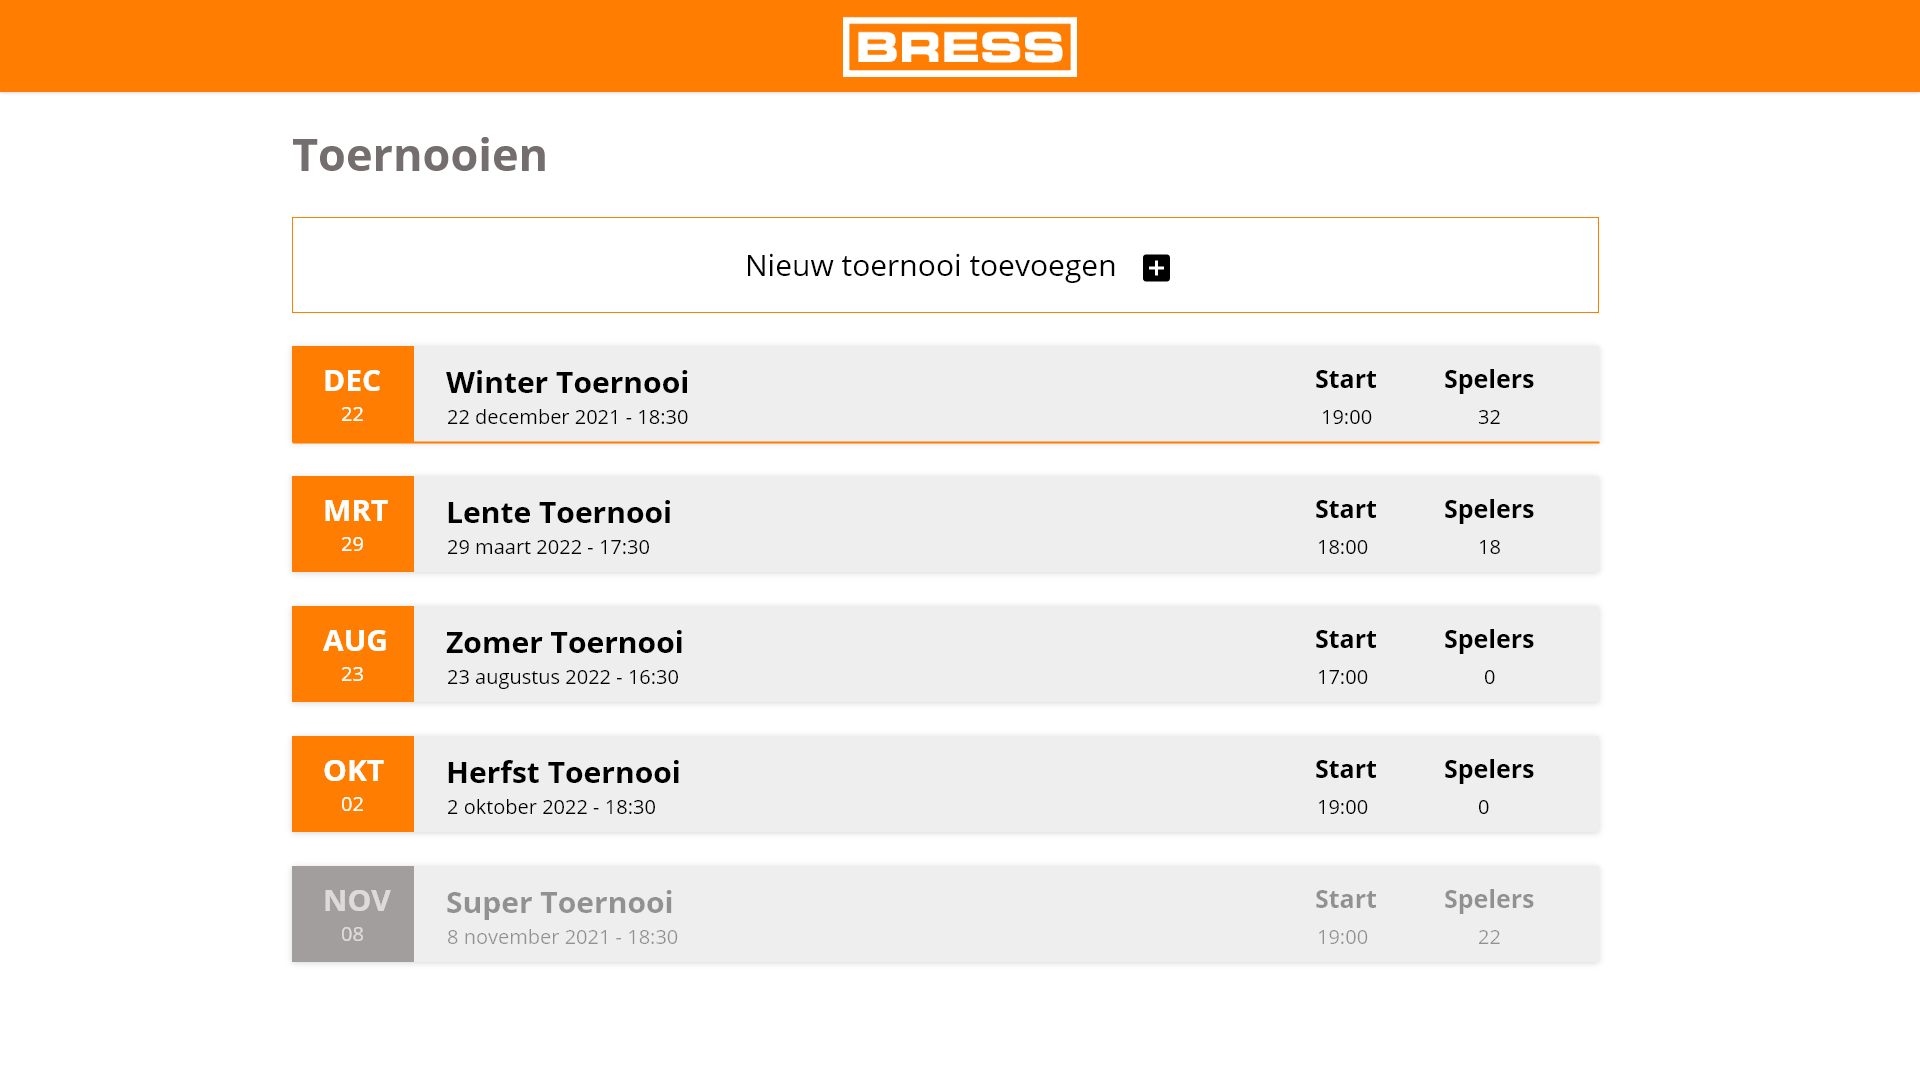 BRESS
Toernooien
Nieuw toernooi toevoegen
DEC
22
Winter Toernooi
22 december 2021 - 18:30
Start
19:00
Spelers
32
MRT
29
Lente Toernooi
29 maart 2022 - 17:30
Start
18:00
Spelers
18
AUG
23
Zomer Toernooi
23 augustus 2022 - 16:30
Start
17:00
Spelers
0
OKT
02
Herfst Toernooi
2 oktober 2022 - 18:30
Start
19:00
Spelers
0
NOV
08
Super Toernooi
8 november 2021 - 18:30
Start
19:00
Spelers
22